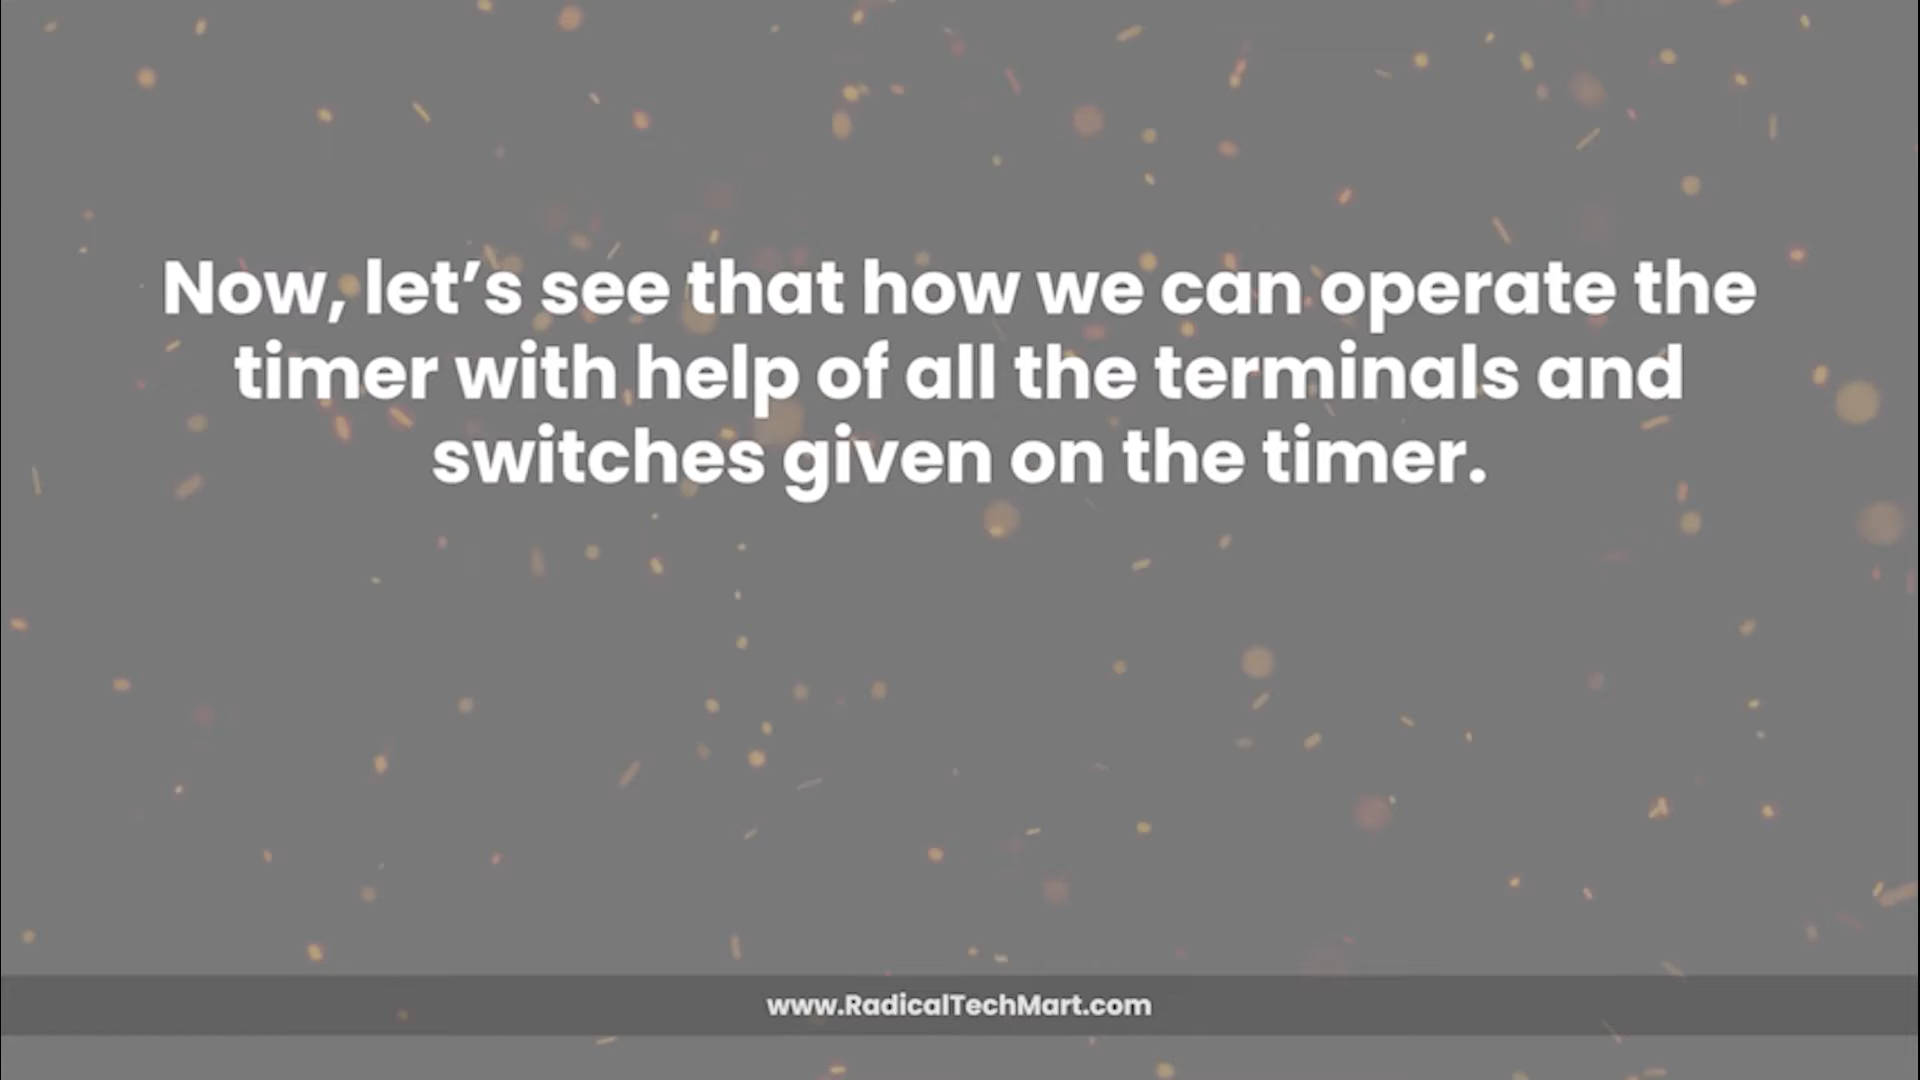 Now, let’s see that how we can operate the
timer with help of all the terminals and
switches given on the timer.
www.RadicalTechMart.com